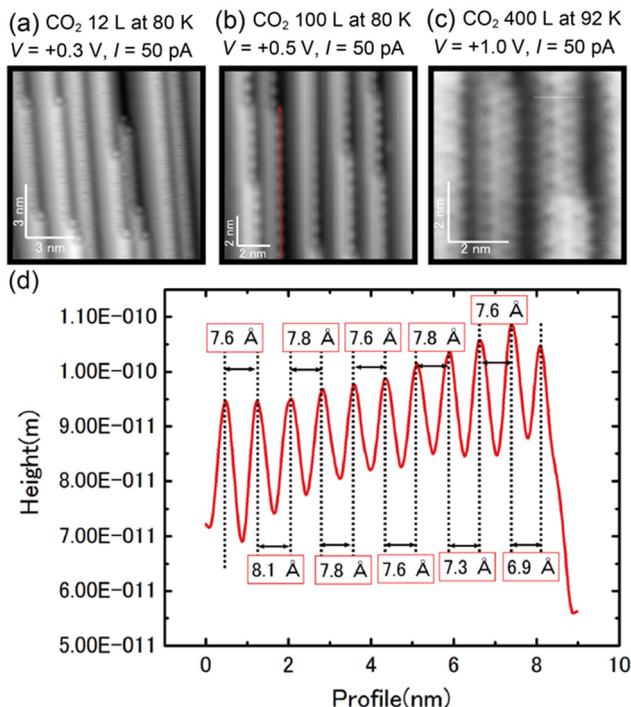 (a) CO₂ 12 L at 80 K
V = +0.3 V, I = 50 pA
3 nm
3 nm
(b) CO₂ 100 L at 80 K
V = +0.5 V, I = 50 pA
2 nm
2 nm
(c) CO₂ 400 L at 92 K
V = +1.0 V, I = 50 pA
2 nm
2 nm
(d)
Height(m)
1.10E-010
1.00E-010
9.00E-011
8.00E-011
7.00E-011
6.00E-011
5.00E-011
7.6 Å
7.8 Å
7.6 Å
7.8 Å
7.6 Å
8.1 Å
7.8 Å
7.6 Å
7.3 Å
6.9 Å
0 2 4 6 8 10
Profile(nm)